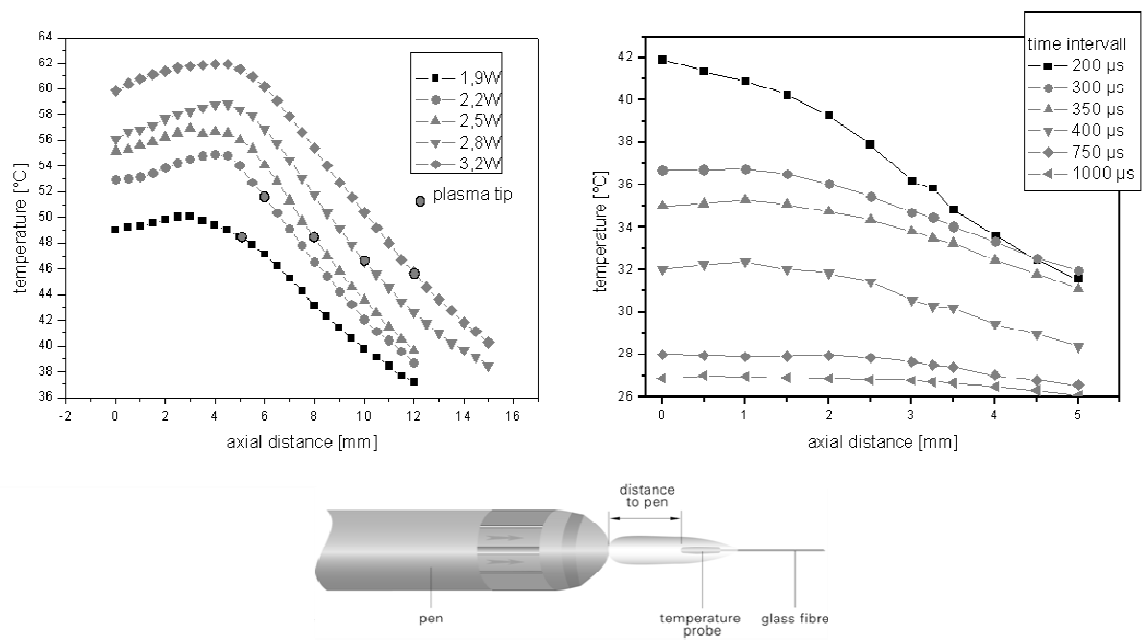 64
62
60
58
56
54
52
50
48
46
44
42
40
38
36
temperature [°C]
-2 0 2 4 6 8 10 12 14 16
axial distance [mm]
1,9W
2,2W
2,5W
2,8W
3,2W
plasma tip
42
40
38
36
34
32
30
28
26
temperature [°C]
0 1 2 3 4 5
axial distance [mm]
time intervall
200 µs
300 µs
350 µs
400 µs
750 µs
1000 µs
distance
to pen
pen
temperature
probe
glass fibre